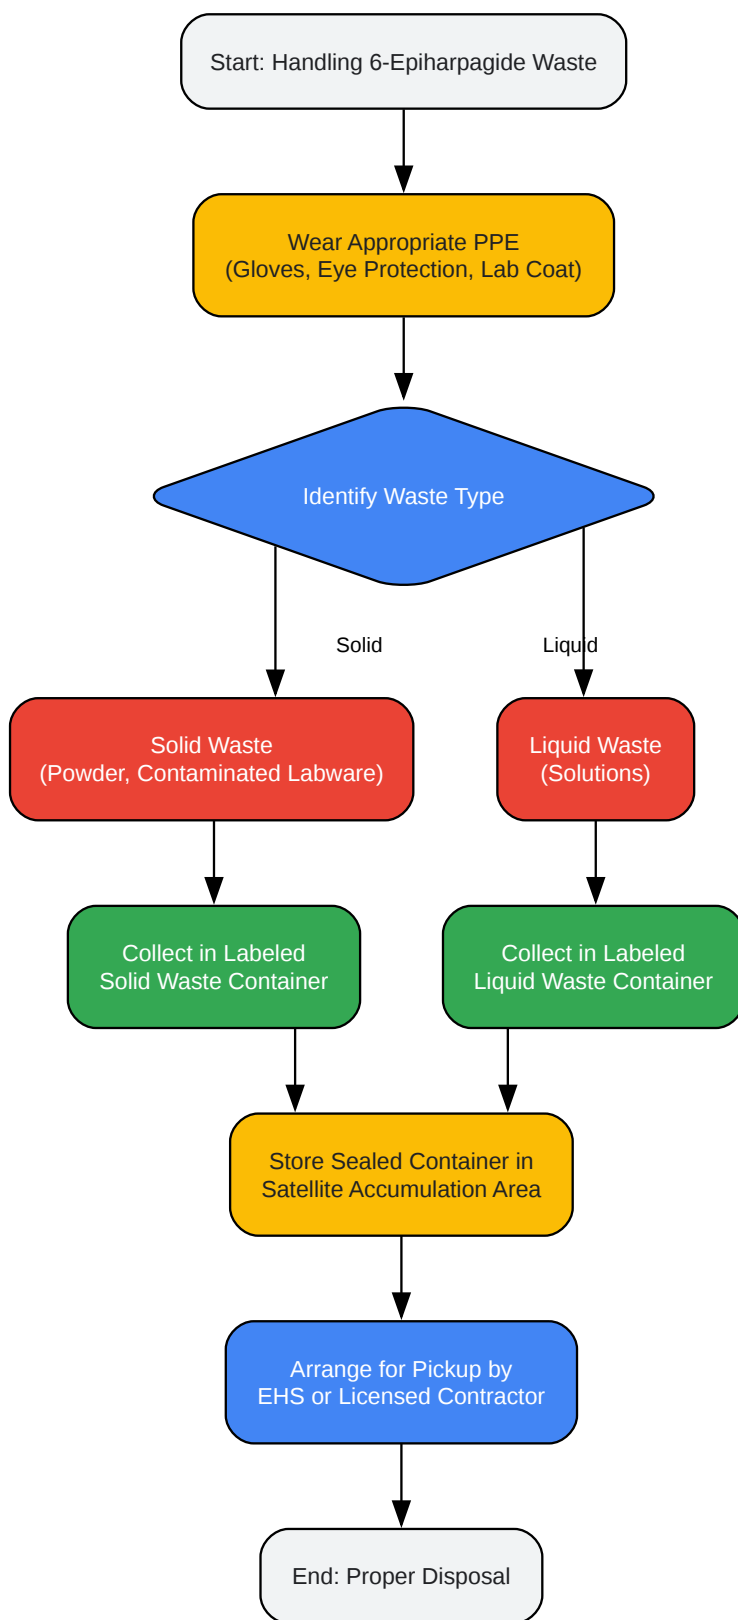 Start: Handling 6-Epiharpagide Waste
Wear Appropriate PPE
(Gloves, Eye Protection, Lab Coat)
Identify Waste Type
Solid
Liquid
Solid Waste
(Powder, Contaminated Labware)
Liquid Waste
(Solutions)
Collect in Labeled
Solid Waste Container
Collect in Labeled
Liquid Waste Container
Store Sealed Container in
Satellite Accumulation Area
Arrange for Pickup by
EHS or Licensed Contractor
End: Proper Disposal